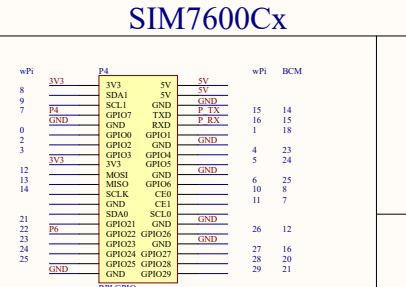 SIM7600Cx
wPi P4 wPi BCM
3V3 3V3 5V 5V
8 SDA1 5V 5V
9 SCL1 GND GND
7 P4 GPIO7 TXD P_TX 15 14
GND GND RXD P_RX 16 15
0 GPIO0 GPIO1 1 18
2 GPIO2 GND GND
3 GPIO3 GPIO4 4 23
3V3 3V3 GPIO5 5 24
12 MOSI GND GND
13 MISO GPIO6 6 25
14 SCLK CE0 10 8
GND CE1 11 7
SDA0 SCL0
21 GPIO21 GND GND
22 P6 GPIO22 GPIO26 26 12
23 GPIO23 GND GND
24 GPIO24 GPIO27 27 16
25 GPIO25 GPIO28 28 20
GND GND GPIO29 29 21